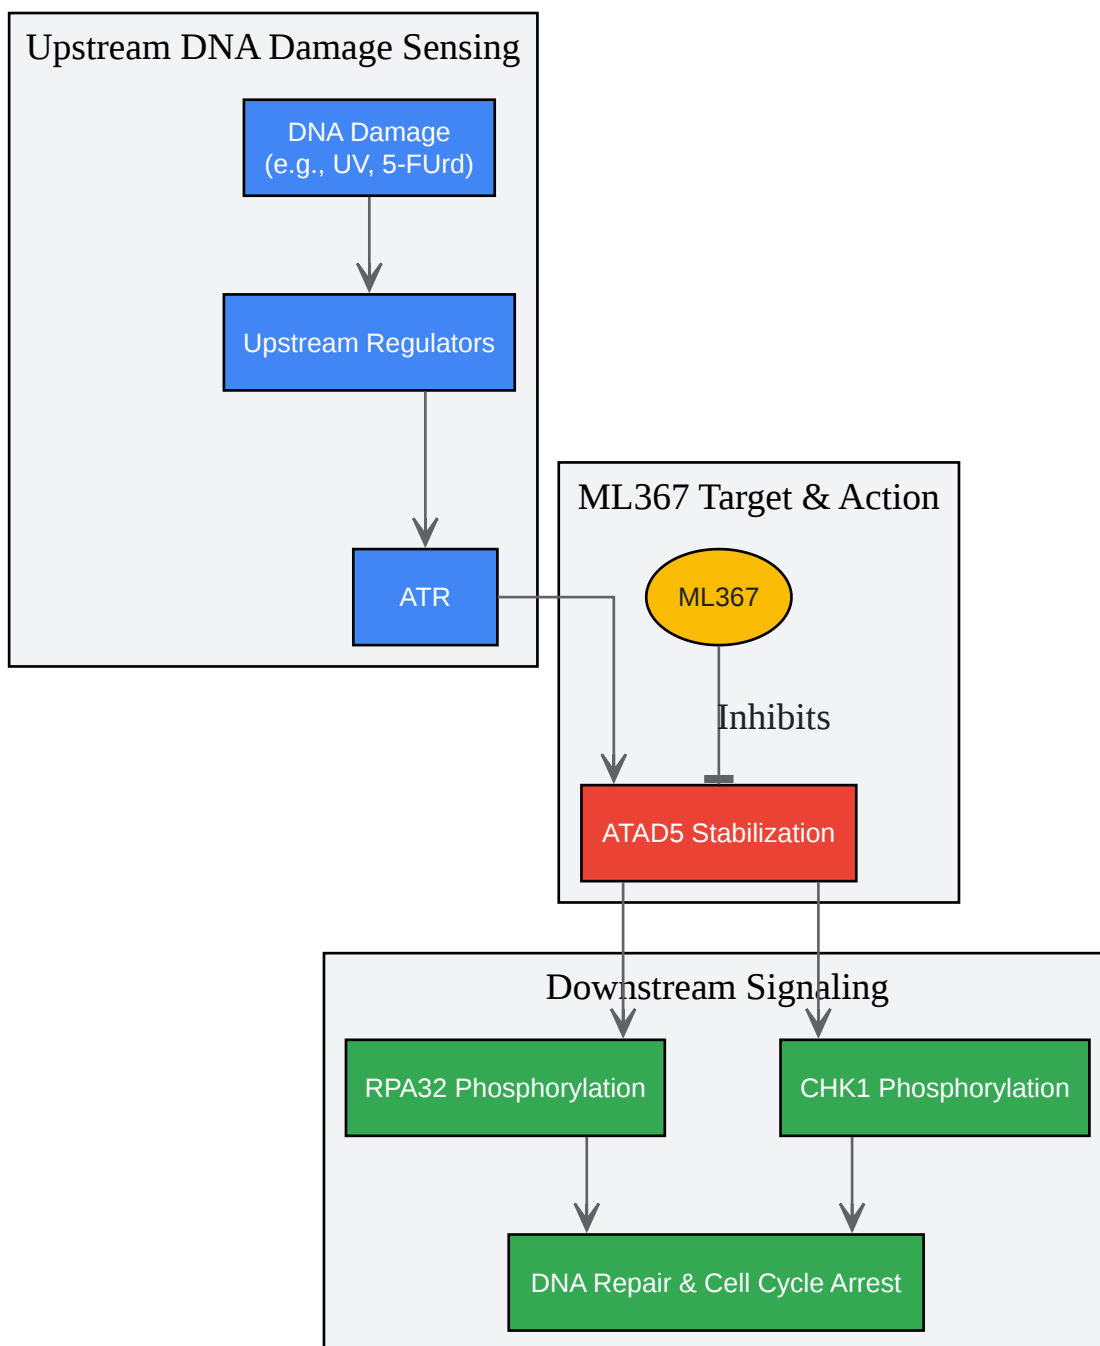 Upstream DNA Damage Sensing
DNA Damage
(e.g., UV, 5-FUrd)
Upstream Regulators
ATR
ML367 Target & Action
ML367
Inhibits
ATAD5 Stabilization
Downstream Signaling
RPA32 Phosphorylation
CHK1 Phosphorylation
DNA Repair & Cell Cycle Arrest